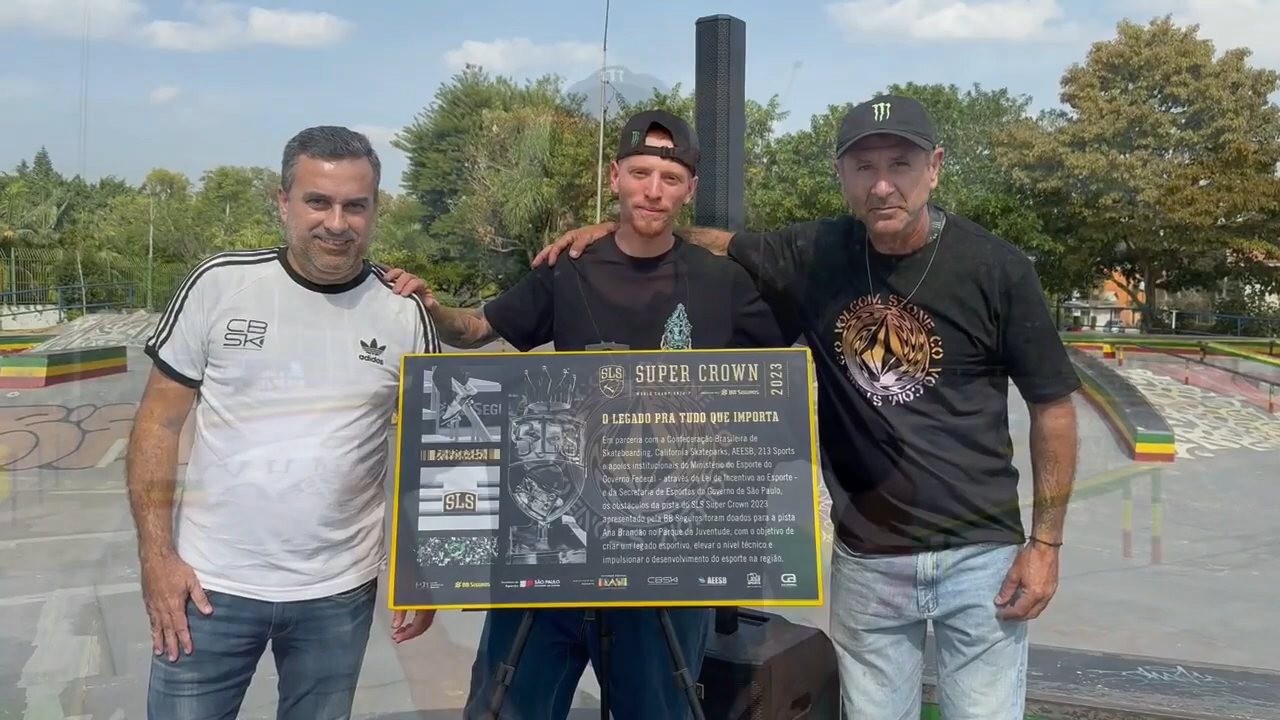 CB
SK
adidas
VOLCOM SZONE CO
SLS
SUPER CROWN
2023
BB SEGUROS
O LEGADO PRA TUDO QUE IMPORTA
Em parceria com a Confederação Brasileira de
Skateboarding, California Skateparks, AEESB, 213 Sports
e apoios institucionais do Ministério do Esporte do
Governo Federal - através da Lei de Incentivo ao Esporte -
e da Secretaria de Esportes do Governo de São Paulo,
os obstáculos da pista do SLS Super Crown 2023
apresentado pela BB Seguros foram doados para a pista
Ana Brandão no Parque da Juventude, com o objetivo de
criar um legado esportivo, elevar o nível técnico e
impulsionar o desenvolvimento do esporte na região.
SLS
BB SEGUROS
SÃO PAULO
CBSK
AEESB